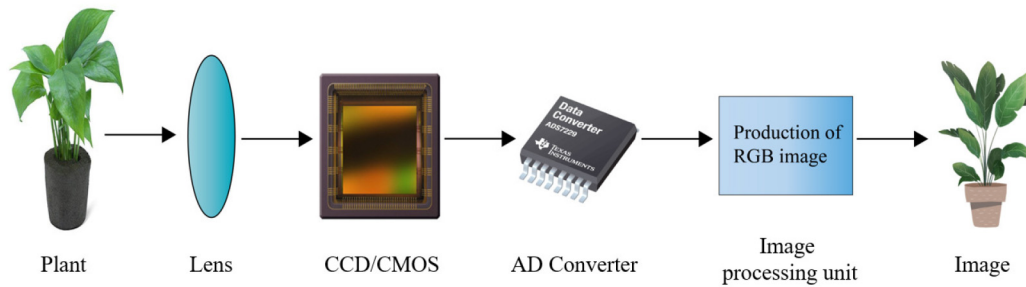 Data
Converter
ADS7229
TEXAS
INSTRUMENTS
Production of
RGB image
Plant
Lens
CCD/CMOS
AD Converter
Image
processing unit
Image